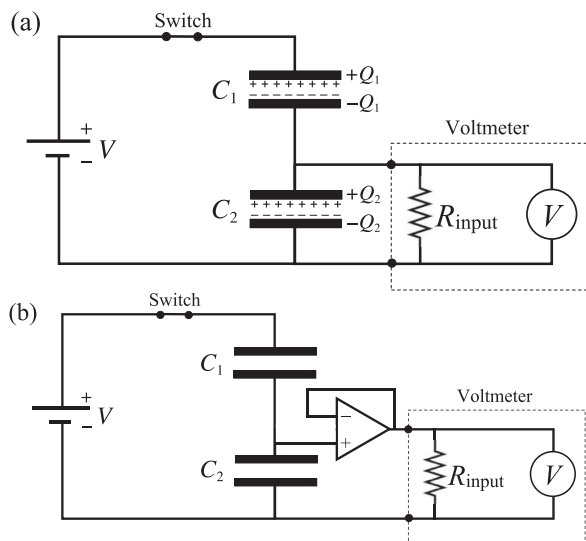 (a)
Switch
C1
+Q1
+ + + + + + + +
– – – – – – – –
−Q1
+
−
V
Voltmeter
C2
+Q2
+ + + + + + + +
– – – – – – – –
−Q2
Rinput
V
(b)
Switch
C1
+
−
V
−
+
Voltmeter
C2
Rinput
V